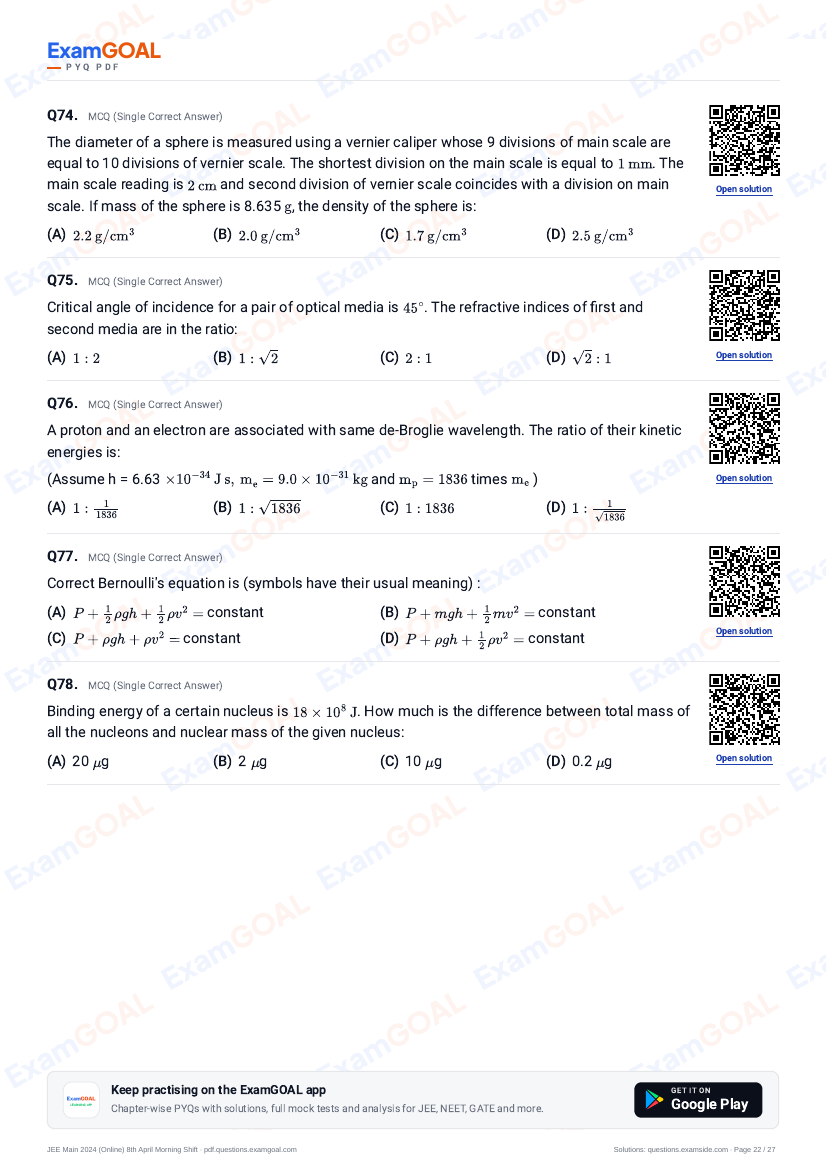 ExamGOAL
PYQ PDF
Q74. MCQ (Single Correct Answer)
The diameter of a sphere is measured using a vernier caliper whose 9 divisions of main scale are
equal to 10 divisions of vernier scale. The shortest division on the main scale is equal to 1 mm. The
main scale reading is 2 cm and second division of vernier scale coincides with a division on main
scale. If mass of the sphere is 8.635 g, the density of the sphere is:
(A) 2.2 g/cm³ (B) 2.0 g/cm³ (C) 1.7 g/cm³ (D) 2.5 g/cm³
Open solution
Q75. MCQ (Single Correct Answer)
Critical angle of incidence for a pair of optical media is 45°. The refractive indices of first and
second media are in the ratio:
(A) 1 : 2 (B) 1 : √2 (C) 2 : 1 (D) √2 : 1
Open solution
Q76. MCQ (Single Correct Answer)
A proton and an electron are associated with same de-Broglie wavelength. The ratio of their kinetic
energies is:
(Assume h = 6.63 ×10⁻³⁴ J s, mₑ = 9.0 × 10⁻³¹ kg and mₚ = 1836 times mₑ )
(A) 1 : 1/1836 (B) 1 : √1836 (C) 1 : 1836 (D) 1 : 1/√1836
Open solution
Q77. MCQ (Single Correct Answer)
Correct Bernoulli's equation is (symbols have their usual meaning) :
(A) P + 1/2 ρgh + 1/2 ρv² = constant (B) P + mgh + 1/2 mv² = constant
(C) P + ρgh + ρv² = constant (D) P + ρgh + 1/2 ρv² = constant
Open solution
Q78. MCQ (Single Correct Answer)
Binding energy of a certain nucleus is 18 × 10⁸ J. How much is the difference between total mass of
all the nucleons and nuclear mass of the given nucleus:
(A) 20 μg (B) 2 μg (C) 10 μg (D) 0.2 μg
Open solution
Keep practising on the ExamGOAL app
Chapter-wise PYQs with solutions, full mock tests and analysis for JEE, NEET, GATE and more.
GET IT ON
Google Play
JEE Main 2024 (Online) 8th April Morning Shift · pdf.questions.examgoal.com
Solutions: questions.examside.com · Page 22 / 27